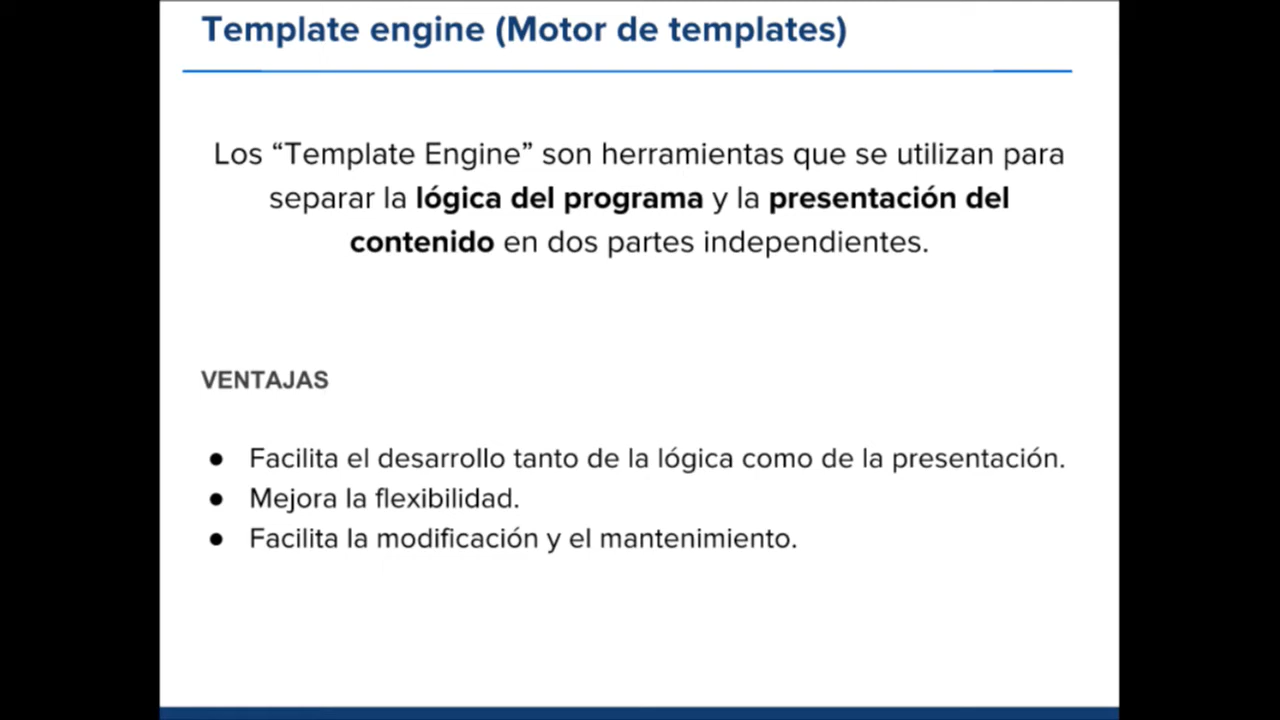 Template engine (Motor de templates)
Los “Template Engine” son herramientas que se utilizan para
separar la lógica del programa y la presentación del
contenido en dos partes independientes.
VENTAJAS
● Facilita el desarrollo tanto de la lógica como de la presentación.
● Mejora la flexibilidad.
● Facilita la modificación y el mantenimiento.